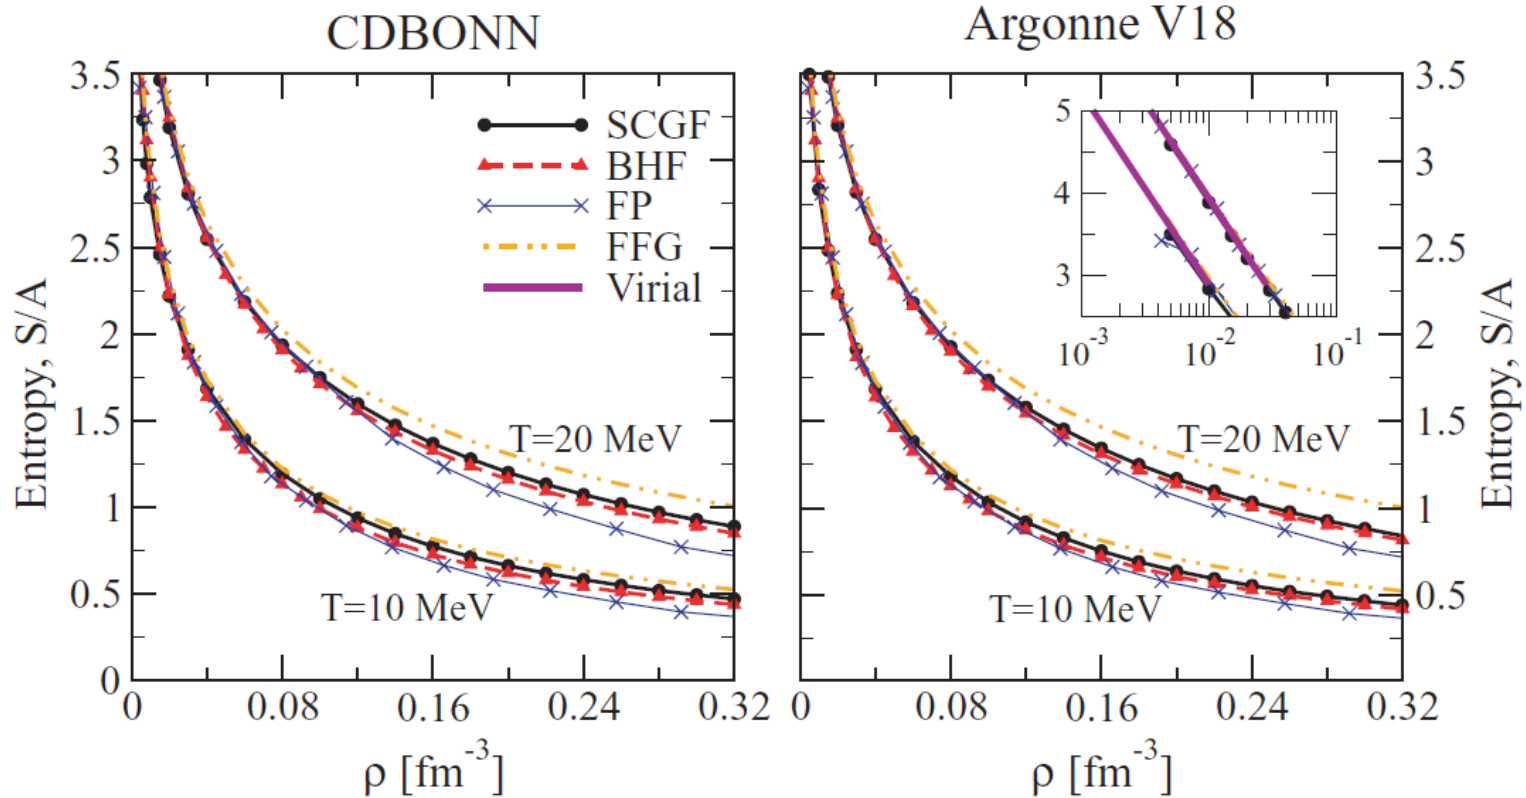 CDBONN
Argonne V18
3.5
3
2.5
2
1.5
1
0.5
0
Entropy, S/A
SCGF
BHF
FP
FFG
Virial
T=20 MeV
T=10 MeV
0 0.08 0.16 0.24 0.32
ρ [fm⁻³]
5
4
3
10⁻³ 10⁻² 10⁻¹
T=20 MeV
T=10 MeV
0 0.08 0.16 0.24 0.32
ρ [fm⁻³]
3.5
3
2.5
2
1.5
1
0.5
Entropy, S/A